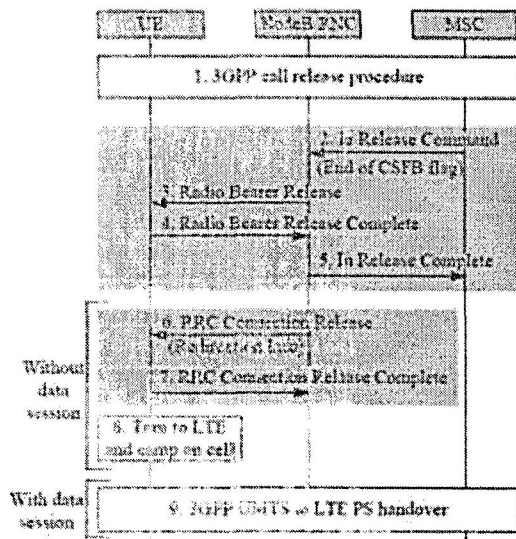 UE
NodeB/RNC
MSC
1. 3GPP call release procedure
2. Iu Release Command
(End of CSFB flag)
3. Radio Bearer Release
4. Radio Bearer Release Complete
5. Iu Release Complete
6. RRC Connection Release
(Redirection Info)
7. RRC Connection Release Complete
Without
data
session
8. Turn to LTE
and camp on cell
With data
session
9. 3GPP UMTS to LTE PS handover